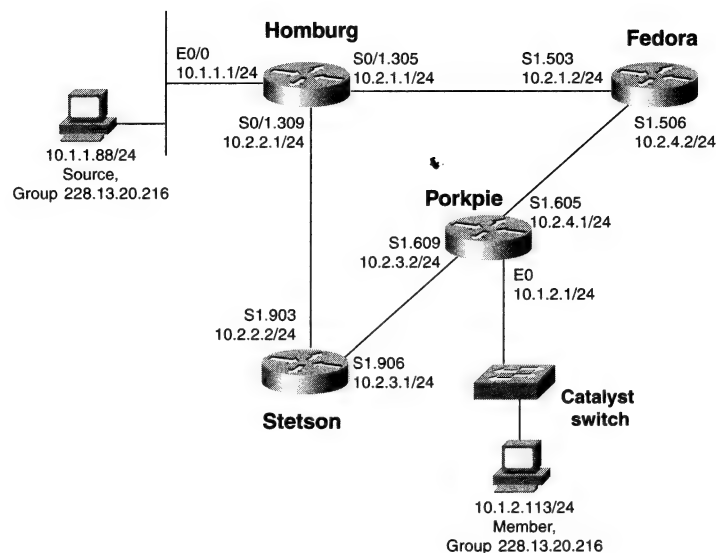 Homburg
Fedora
E0/0
10.1.1.1/24
S0/1.305
10.2.1.1/24
S1.503
10.2.1.2/24
S0/1.309
10.2.2.1/24
S1.506
10.2.4.2/24
10.1.1.88/24
Source,
Group 228.13.20.216
Porkpie
S1.605
10.2.4.1/24
S1.609
10.2.3.2/24
E0
10.1.2.1/24
S1.903
10.2.2.2/24
S1.906
10.2.3.1/24
Stetson
Catalyst
switch
10.1.2.113/24
Member,
Group 228.13.20.216